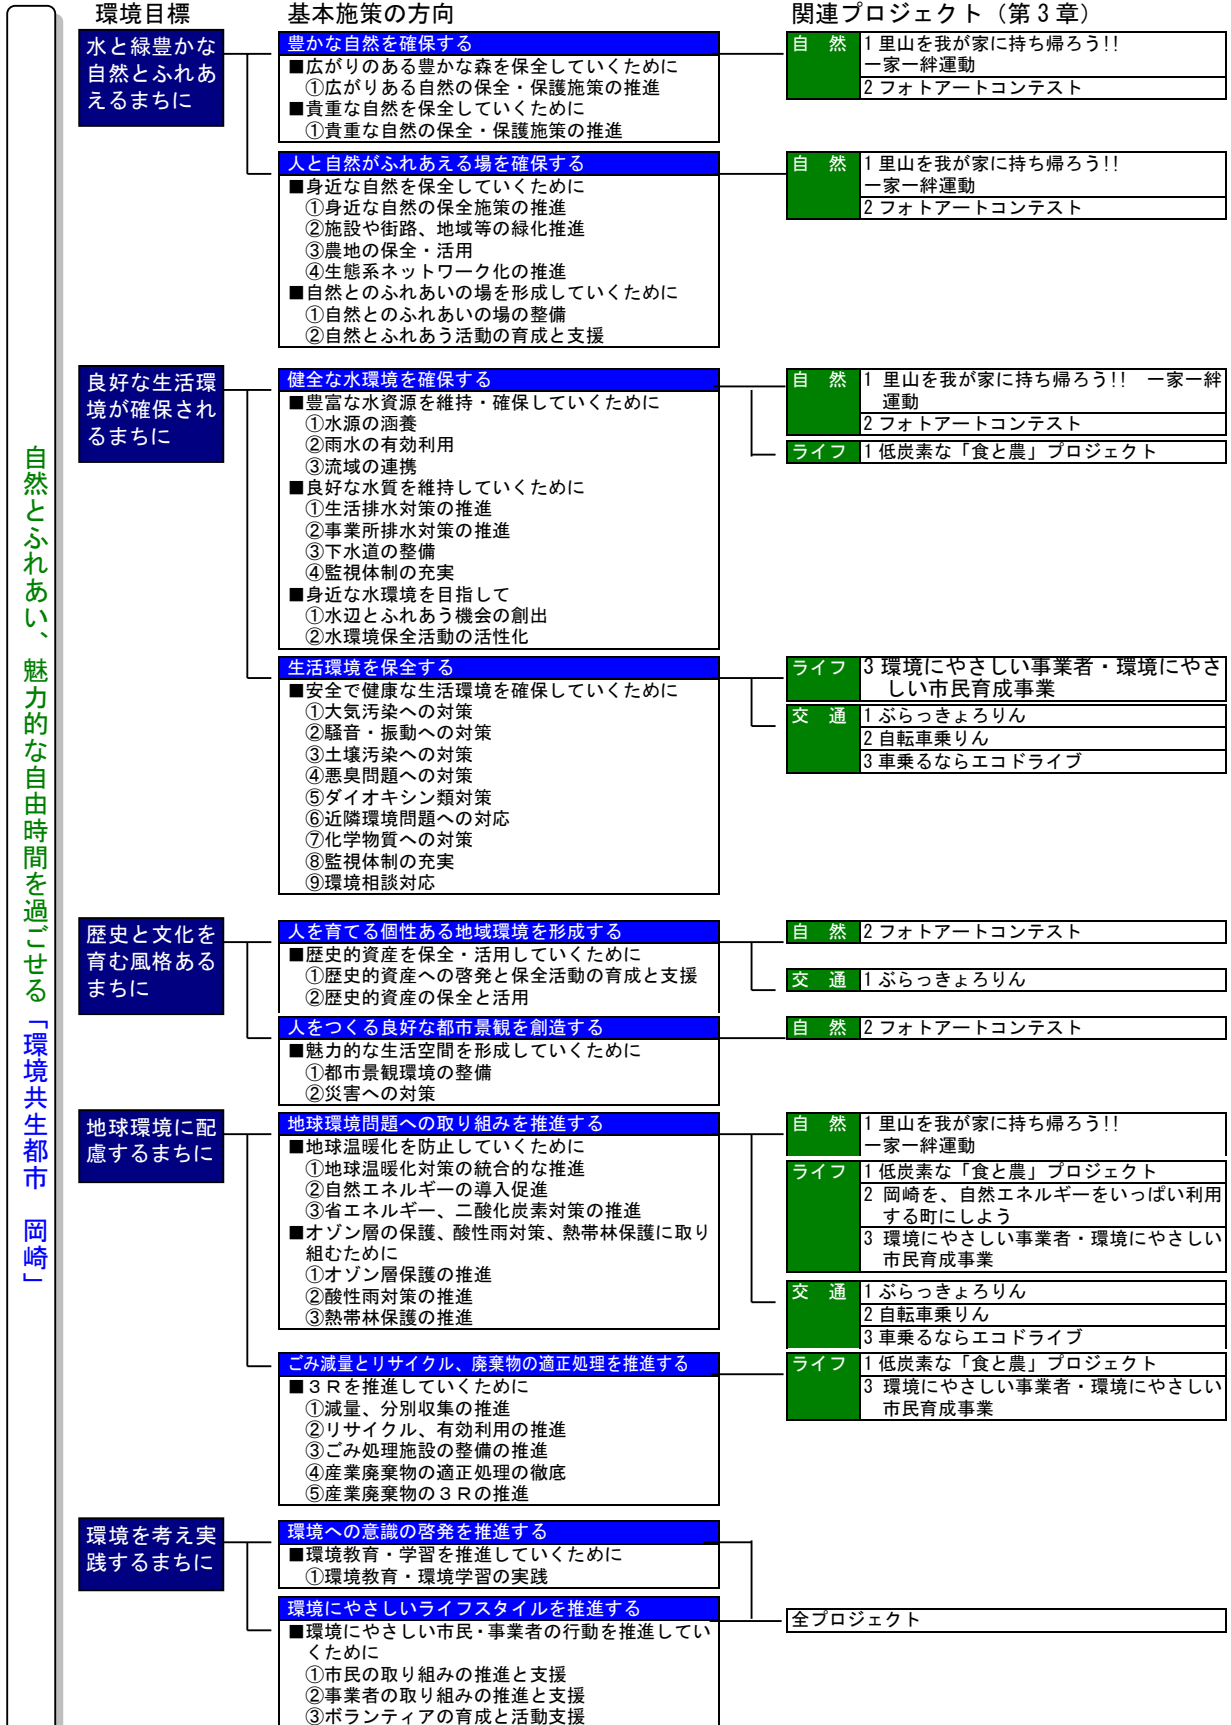 環境目標
基本施策の方向
関連プロジェクト（第３章）
自然とふれあい、魅力的な自由時間を過ごせる「環境共生都市　岡崎」
水と緑豊かな
自然とふれあ
えるまちに
豊かな自然を確保する
■広がりのある豊かな森を保全していくために
①広がりある自然の保全・保護施策の推進
■貴重な自然を保全していくために
①貴重な自然の保全・保護施策の推進
自　然
1 里山を我が家に持ち帰ろう!!
一家一絆運動
2 フォトアートコンテスト
人と自然がふれあえる場を確保する
■身近な自然を保全していくために
①身近な自然の保全施策の推進
②施設や街路、地域等の緑化推進
③農地の保全・活用
④生態系ネットワーク化の推進
■自然とのふれあいの場を形成していくために
①自然とのふれあいの場の整備
②自然とふれあう活動の育成と支援
自　然
1 里山を我が家に持ち帰ろう!!
一家一絆運動
2 フォトアートコンテスト
良好な生活環
境が確保され
るまちに
健全な水環境を確保する
■豊富な水資源を維持・確保していくために
①水源の涵養
②雨水の有効利用
③流域の連携
■良好な水質を維持していくために
①生活排水対策の推進
②事業所排水対策の推進
③下水道の整備
④監視体制の充実
■身近な水環境を目指して
①水辺とふれあう機会の創出
②水環境保全活動の活性化
自　然
1 里山を我が家に持ち帰ろう!!　一家一絆
運動
2 フォトアートコンテスト
ライフ
1 低炭素な「食と農」プロジェクト
生活環境を保全する
■安全で健康な生活環境を確保していくために
①大気汚染への対策
②騒音・振動への対策
③土壌汚染への対策
④悪臭問題への対策
⑤ダイオキシン類対策
⑥近隣環境問題への対応
⑦化学物質への対策
⑧監視体制の充実
⑨環境相談対応
ライフ
3 環境にやさしい事業者・環境にやさ
しい市民育成事業
交　通
1 ぶらっきょろりん
2 自転車乗りん
3 車乗るならエコドライブ
歴史と文化を
育む風格ある
まちに
人を育てる個性ある地域環境を形成する
■歴史的資産を保全・活用していくために
①歴史的資産への啓発と保全活動の育成と支援
②歴史的資産の保全と活用
自　然
2 フォトアートコンテスト
交　通
1 ぶらっきょろりん
人をつくる良好な都市景観を創造する
■魅力的な生活空間を形成していくために
①都市景観環境の整備
②災害への対策
自　然
2 フォトアートコンテスト
地球環境に配
慮するまちに
地球環境問題への取り組みを推進する
■地球温暖化を防止していくために
①地球温暖化対策の統合的な推進
②自然エネルギーの導入促進
③省エネルギー、二酸化炭素対策の推進
■オゾン層の保護、酸性雨対策、熱帯林保護に取り
組むために
①オゾン層保護の推進
②酸性雨対策の推進
③熱帯林保護の推進
自　然
1 里山を我が家に持ち帰ろう!!
一家一絆運動
ライフ
1 低炭素な「食と農」プロジェクト
2 岡崎を、自然エネルギーをいっぱい利用
する町にしよう
3 環境にやさしい事業者・環境にやさしい
市民育成事業
交　通
1 ぶらっきょろりん
2 自転車乗りん
3 車乗るならエコドライブ
ごみ減量とリサイクル、廃棄物の適正処理を推進する
■３Ｒを推進していくために
①減量、分別収集の推進
②リサイクル、有効利用の推進
③ごみ処理施設の整備の推進
④産業廃棄物の適正処理の徹底
⑤産業廃棄物の３Ｒの推進
ライフ
1 低炭素な「食と農」プロジェクト
3 環境にやさしい事業者・環境にやさしい
市民育成事業
環境を考え実
践するまちに
環境への意識の啓発を推進する
■環境教育・学習を推進していくために
①環境教育・環境学習の実践
環境にやさしいライフスタイルを推進する
■環境にやさしい市民・事業者の行動を推進してい
くために
①市民の取り組みの推進と支援
②事業者の取り組みの推進と支援
③ボランティアの育成と活動支援
全プロジェクト